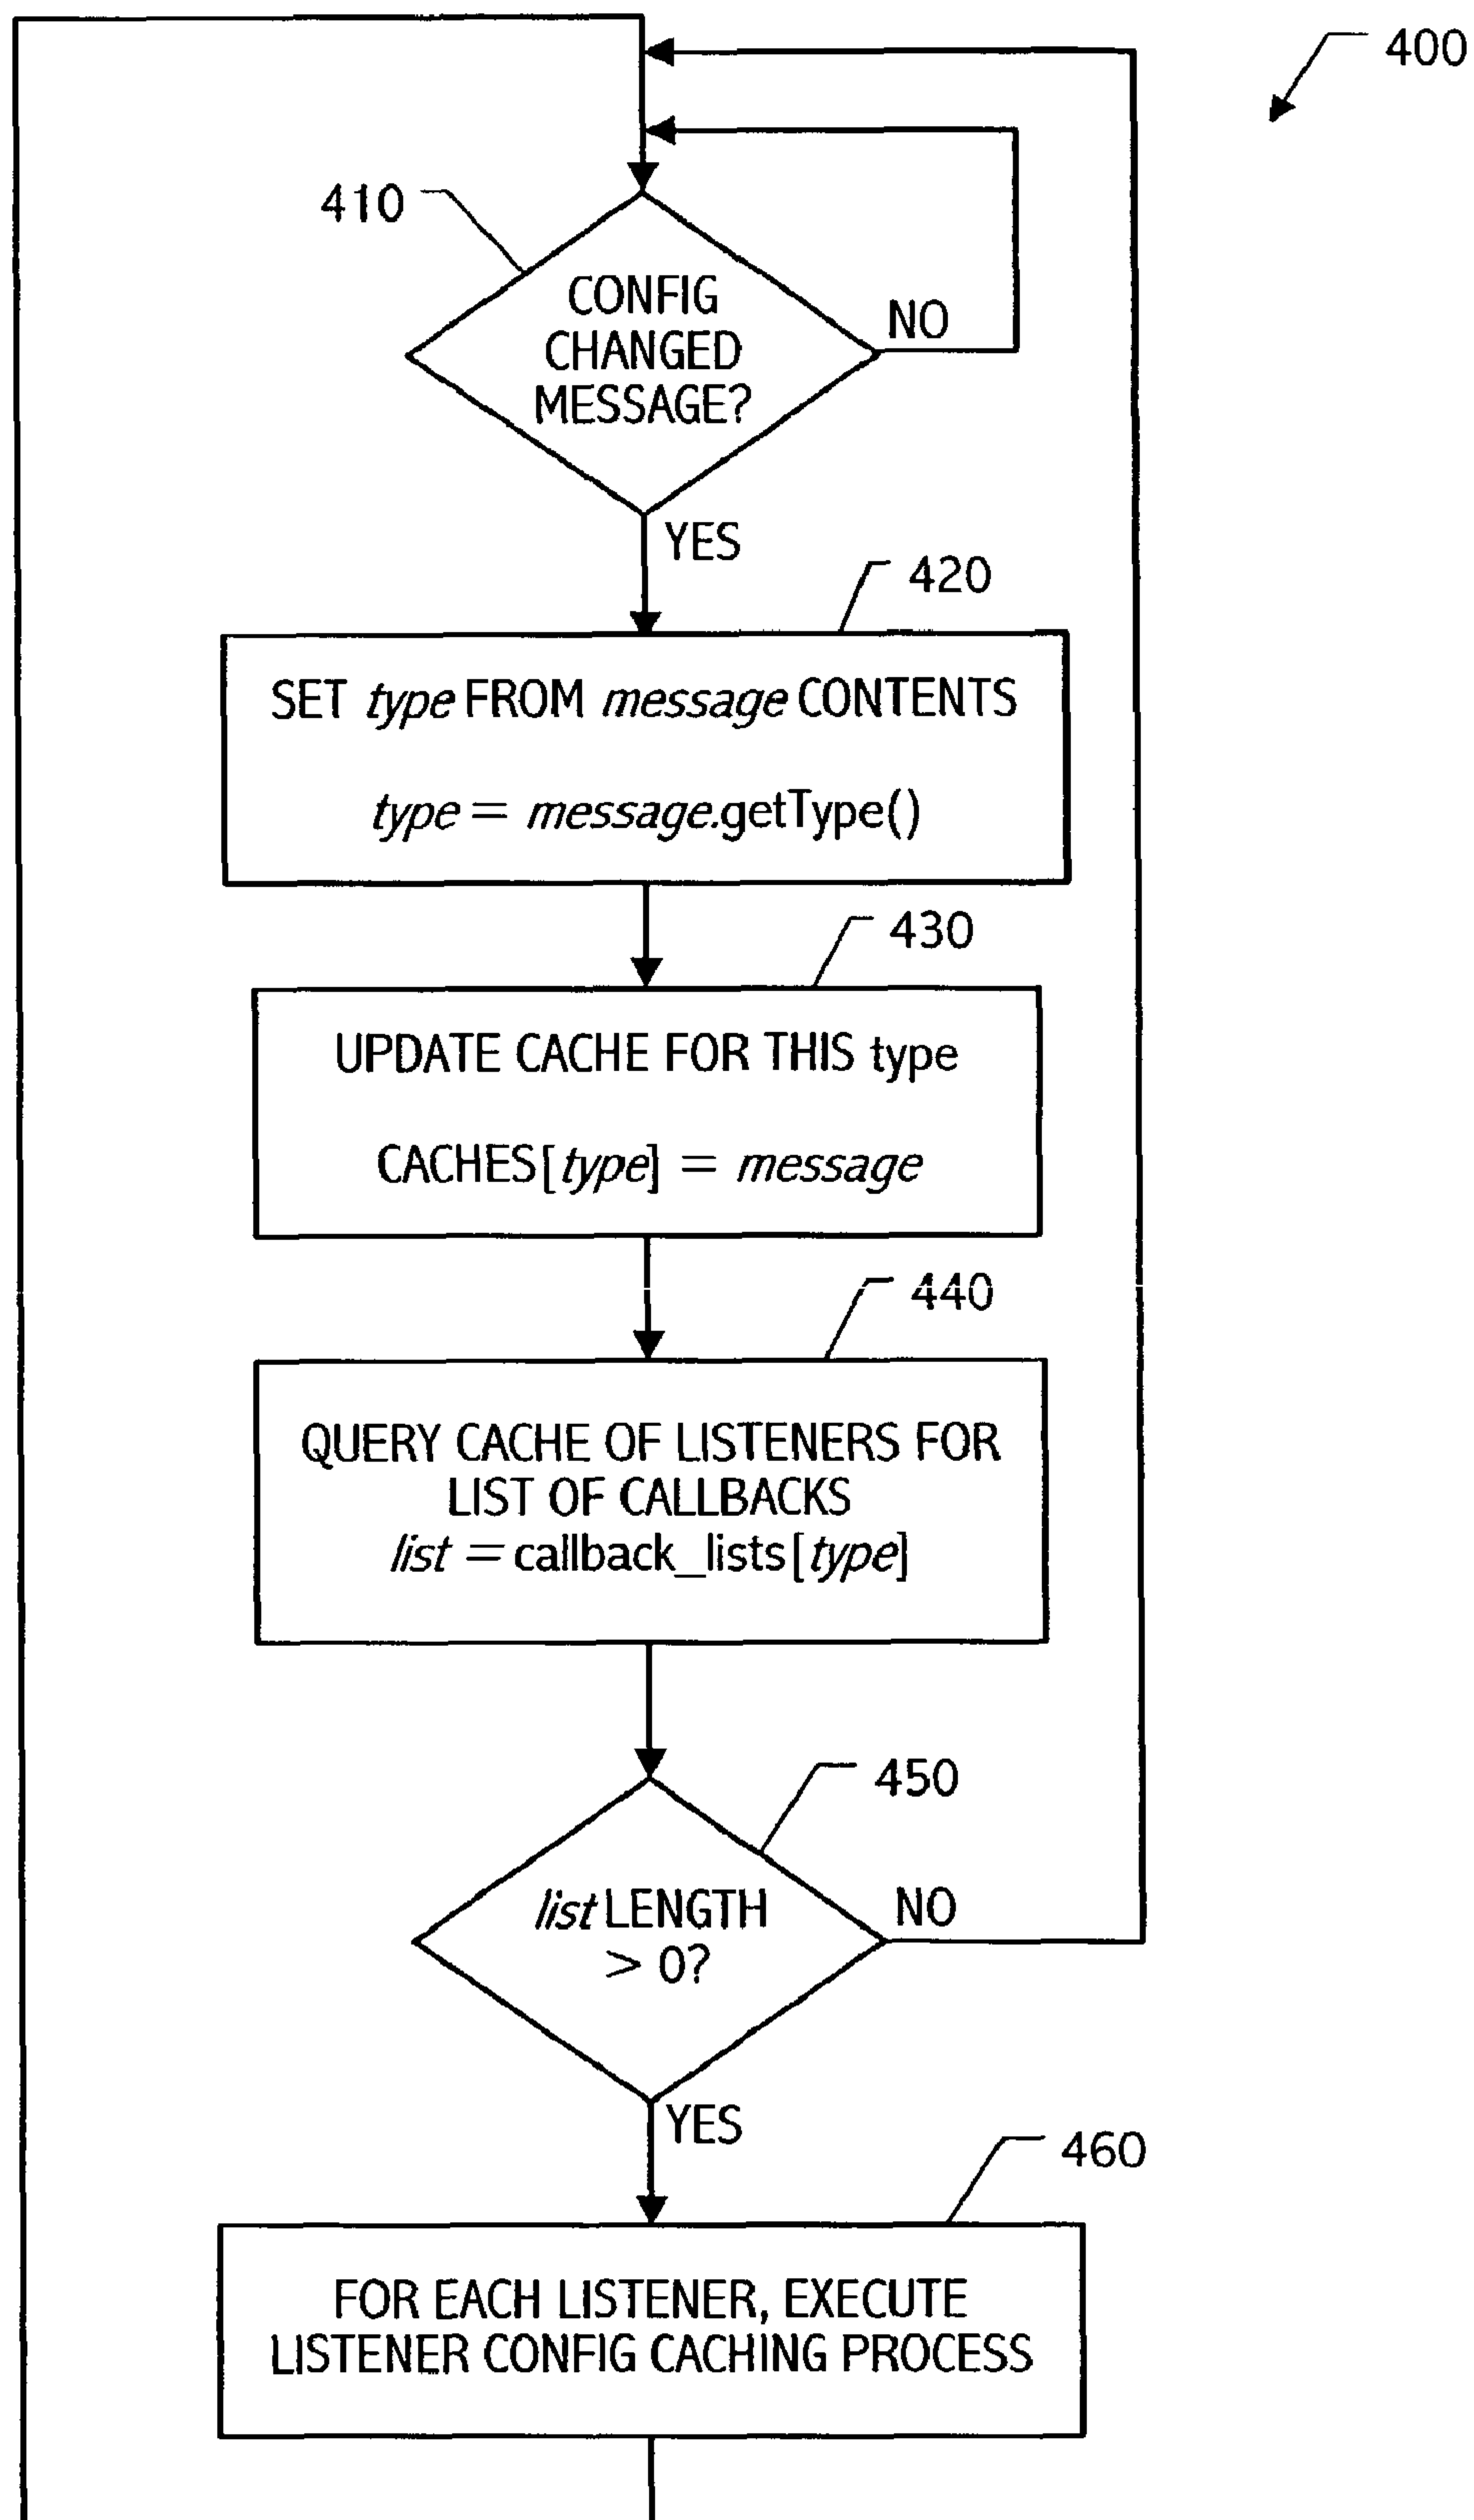 400
410
CONFIG
CHANGED
MESSAGE?
NO
YES
420
SET type FROM message CONTENTS
type = message.getType()
430
UPDATE CACHE FOR THIS type
CACHES[type] = message
440
QUERY CACHE OF LISTENERS FOR
LIST OF CALLBACKS
list = callback_lists[type]
450
list LENGTH
> 0?
NO
YES
460
FOR EACH LISTENER, EXECUTE
LISTENER CONFIG CACHING PROCESS